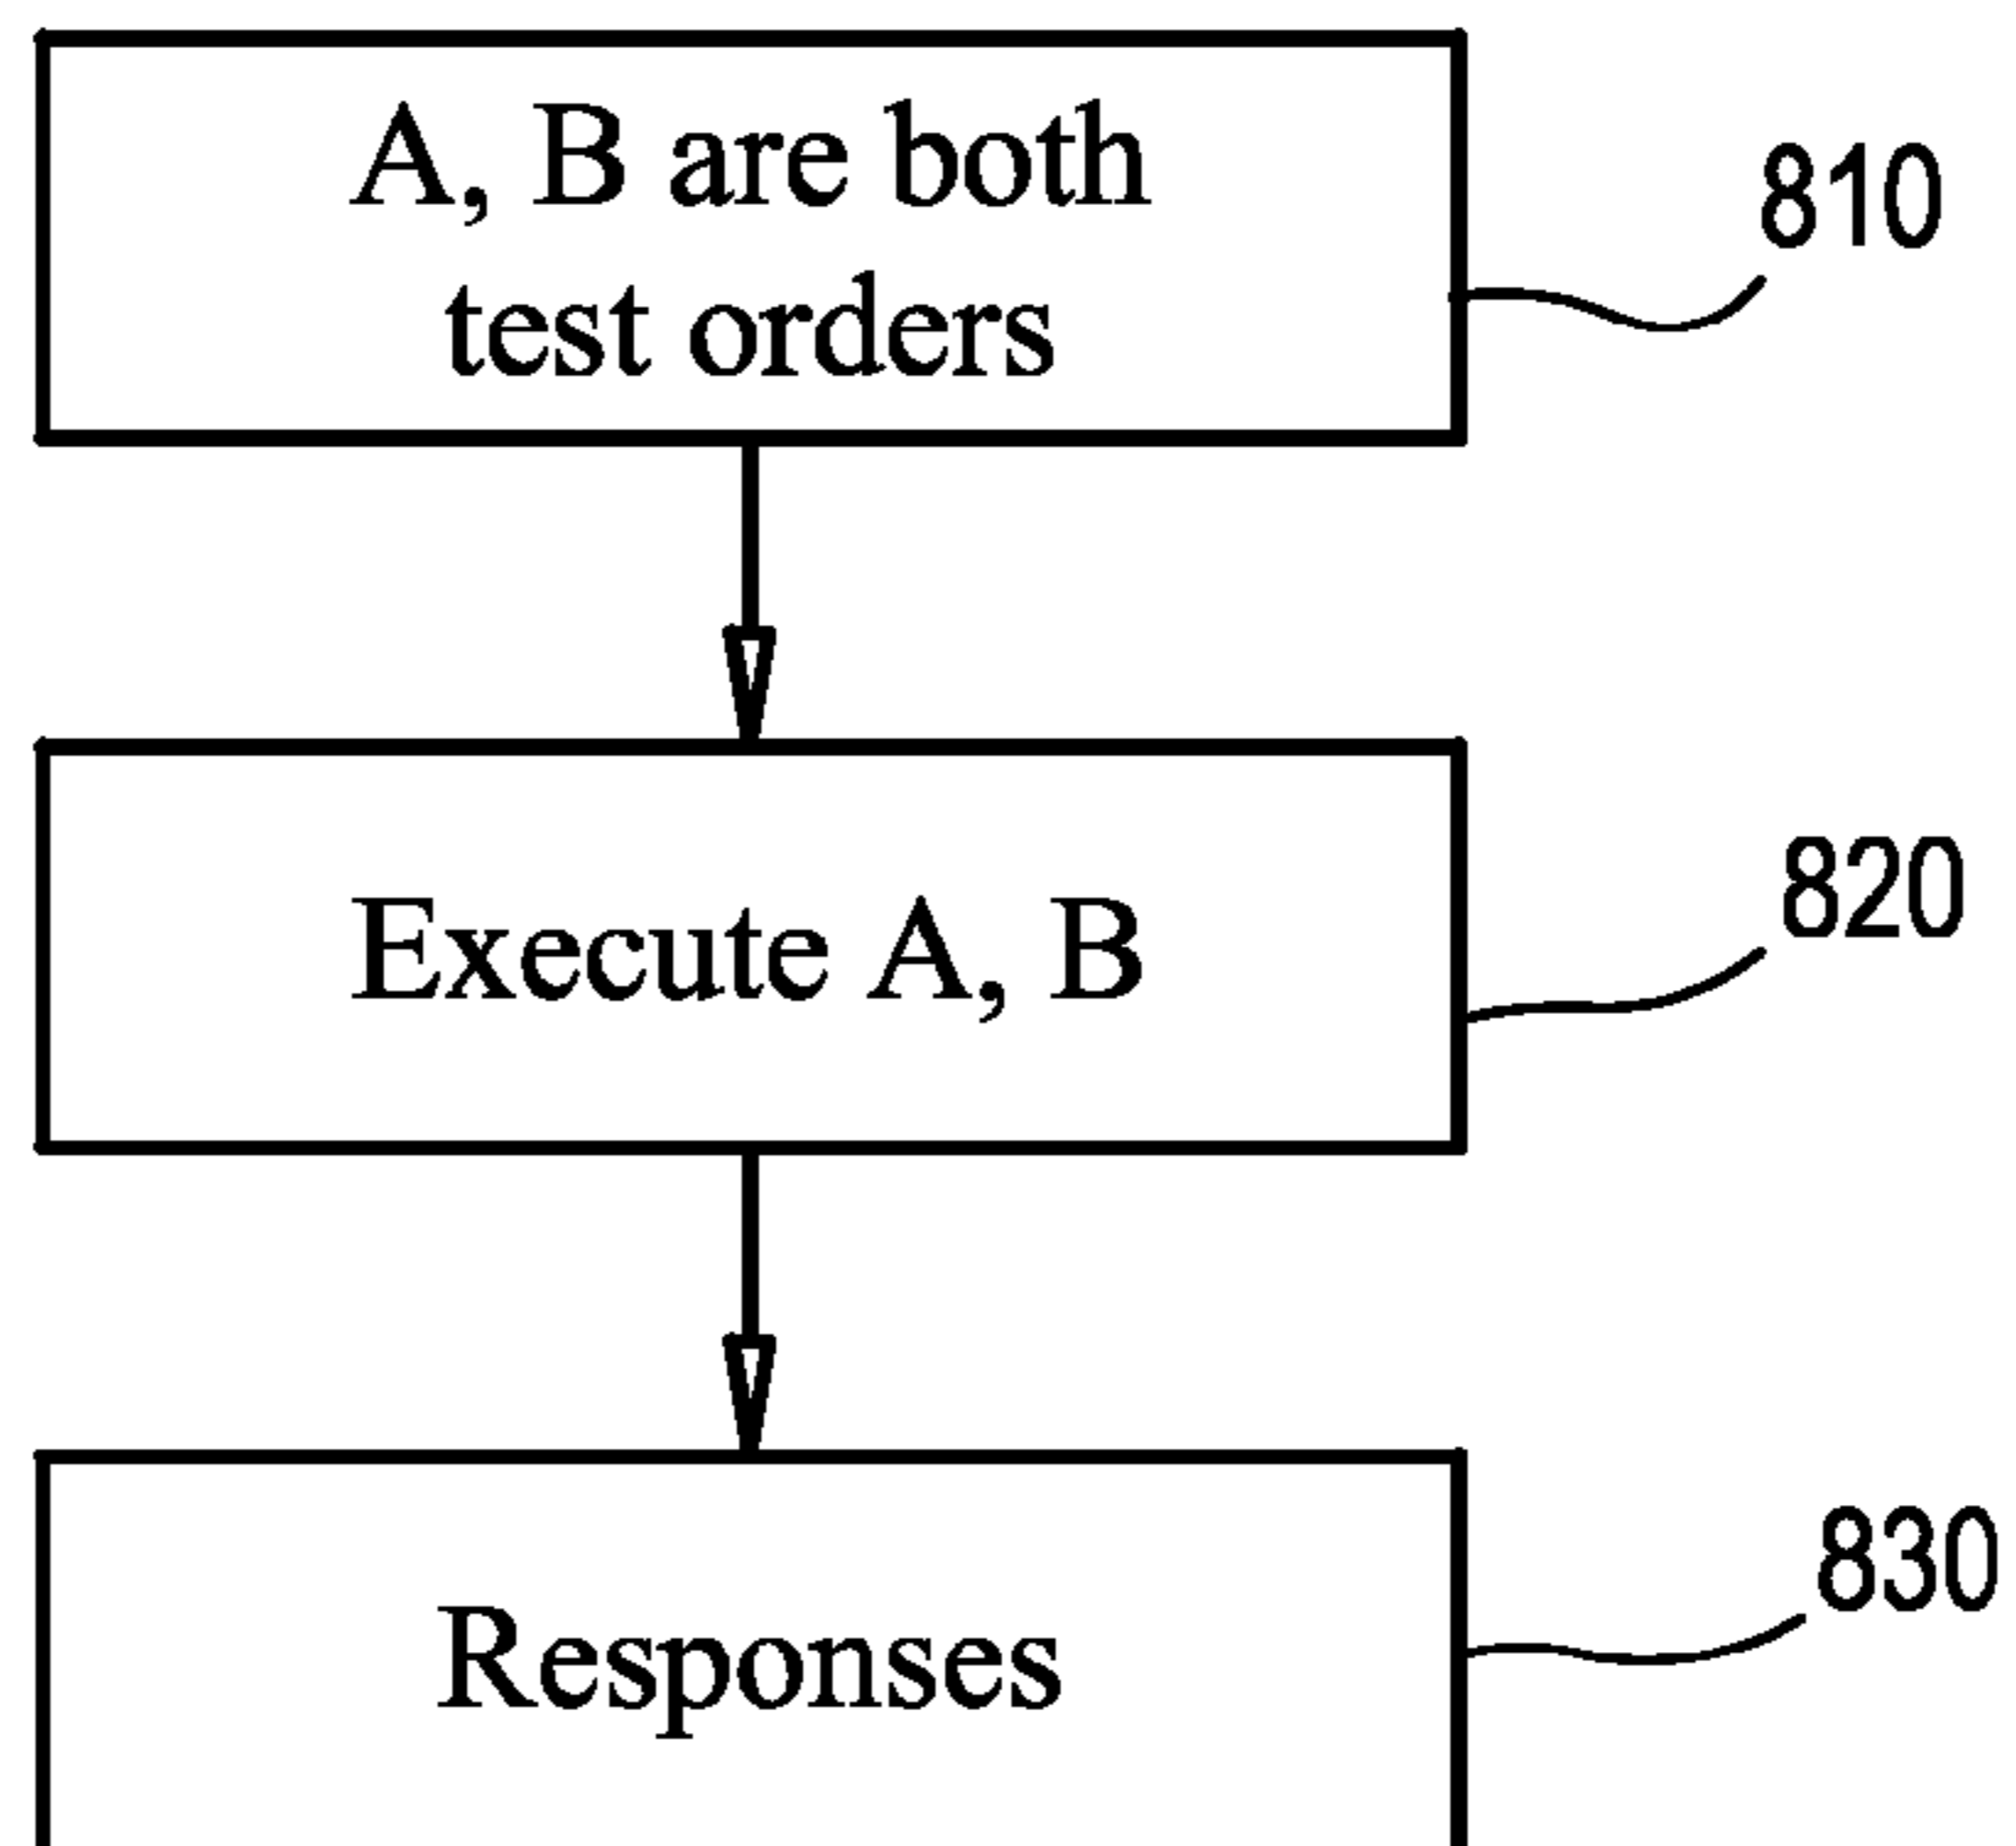 A, B are both
test orders
810
Execute A, B
820
Responses
830